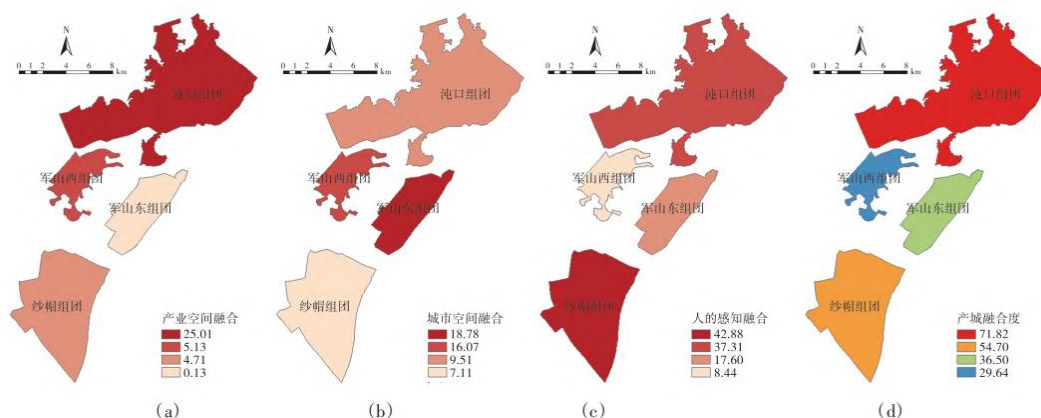 N
0 1 2 4 6 8
km
沌口组团
军山西组团
军山东组团
纱帽组团
产业空间融合
25.01
5.13
4.71
0.13
(a)
N
0 1 2 4 6 8
km
沌口组团
军山西组团
军山东组团
纱帽组团
城市空间融合
18.78
16.07
9.51
7.11
(b)
N
0 1 2 4 6 8
km
沌口组团
军山西组团
军山东组团
纱帽组团
人的感知融合
42.88
37.31
17.60
8.44
(c)
N
0 1 2 4 6 8
km
沌口组团
军山西组团
军山东组团
纱帽组团
产城融合度
71.82
54.70
36.50
29.64
(d)